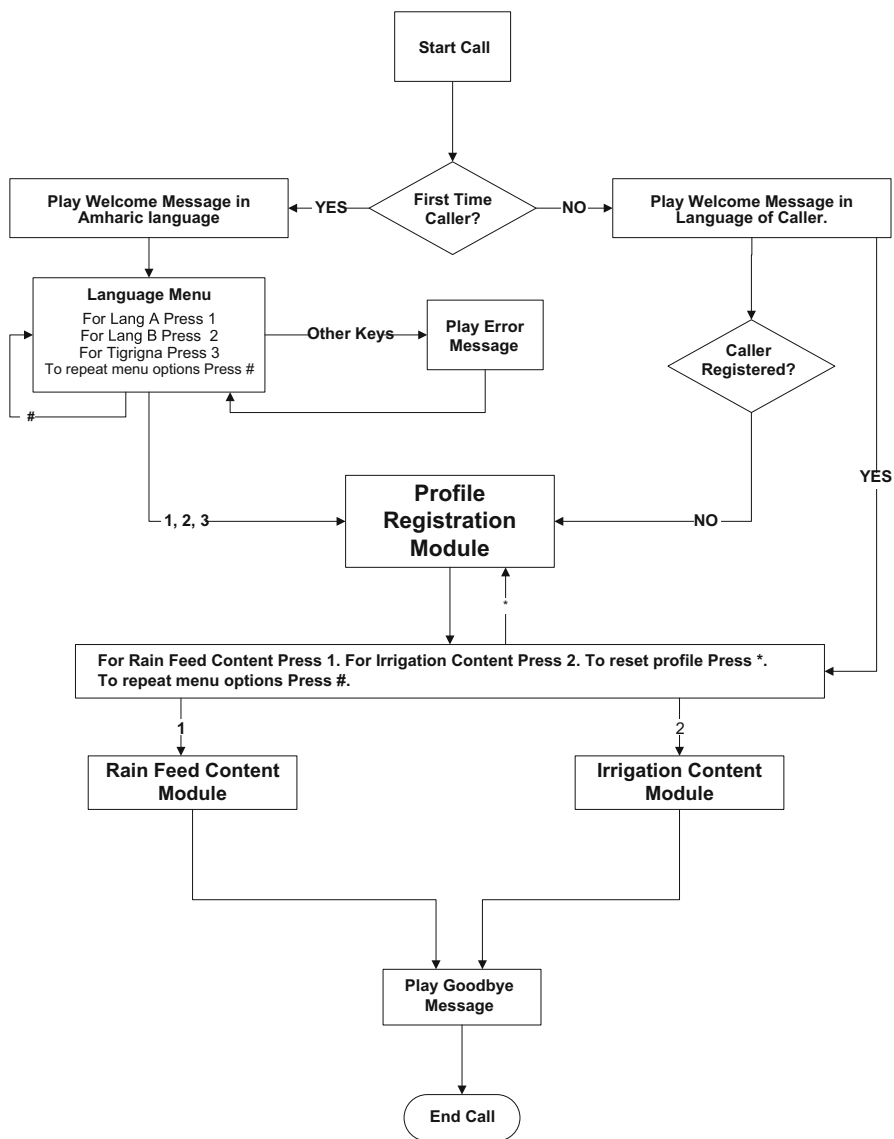 Start Call
First Time
Caller?
YES
NO
Play Welcome Message in
Amharic language
Play Welcome Message in
Language of Caller.
Language Menu
For Lang A Press 1
For Lang B Press 2
For Tigrigna Press 3
To repeat menu options Press #
Other Keys
Play Error
Message
#
Caller
Registered?
YES
1, 2, 3
Profile
Registration
Module
NO
*
For Rain Feed Content Press 1. For Irrigation Content Press 2. To reset profile Press *.
To repeat menu options Press #.
1
2
Rain Feed Content
Module
Irrigation Content
Module
Play Goodbye
Message
End Call